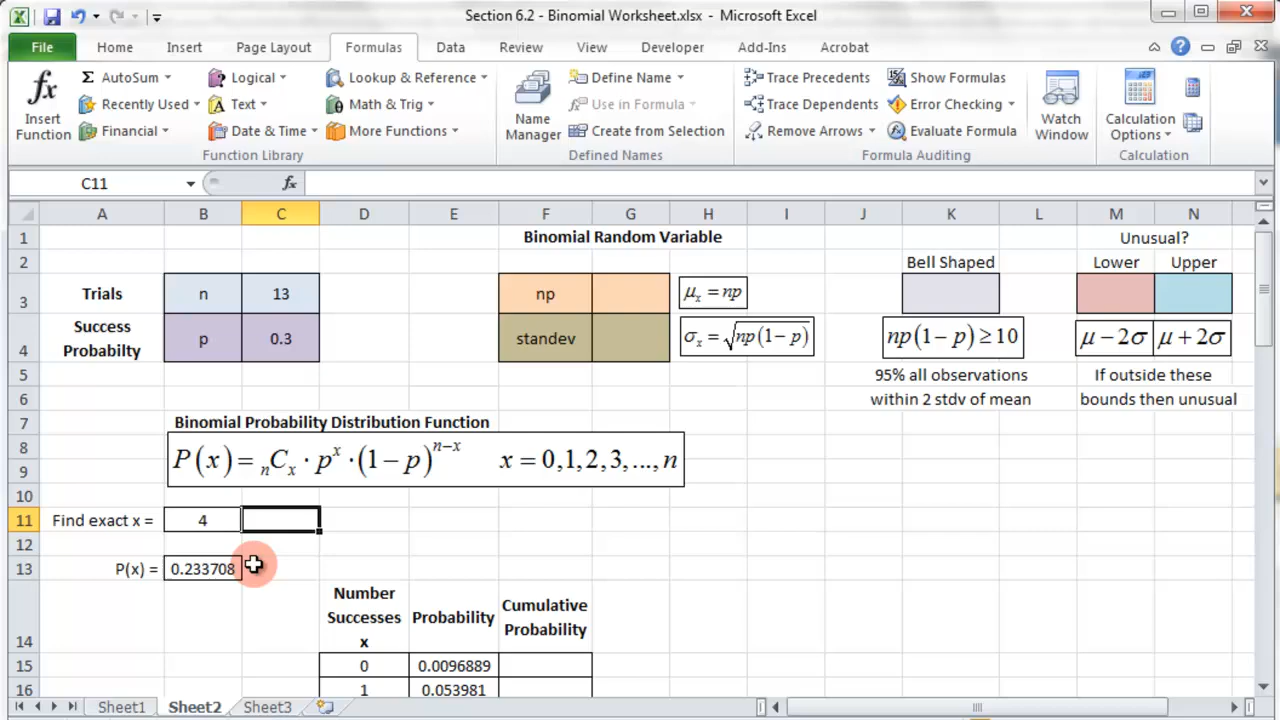 Section 6.2 - Binomial Worksheet.xlsx - Microsoft Excel
File Home Insert Page Layout Formulas Data Review View Developer Add-Ins Acrobat
fx Insert Function
Σ AutoSum
Recently Used
Financial
Logical
Text
Date & Time
Lookup & Reference
Math & Trig
More Functions
Function Library
Name Manager
Define Name
Use in Formula
Create from Selection
Defined Names
Trace Precedents
Trace Dependents
Remove Arrows
Show Formulas
Error Checking
Evaluate Formula
Formula Auditing
Watch Window
Calculation Options
Calculation
C11 fx
A B C D E F G H I J K L M N
1 Binomial Random Variable Unusual?
2 Bell Shaped Lower Upper
3 Trials n 13 np μₓ = np
4 Success Probabilty p 0.3 standev σₓ = √np(1−p) np(1−p) ≥ 10 μ − 2σ μ + 2σ
5 95% all observations If outside these
6 within 2 stdv of mean bounds then unusual
7 Binomial Probability Distribution Function
8
9 P(x) = ₙCₓ · pˣ · (1−p)ⁿ⁻ˣ x = 0,1,2,3,...,n
10
11 Find exact x = 4
12
13 P(x) = 0.233708
14 Number Successes x Probability Cumulative Probability
15 0 0.0096889
16 1 0.053981
Sheet1 Sheet2 Sheet3